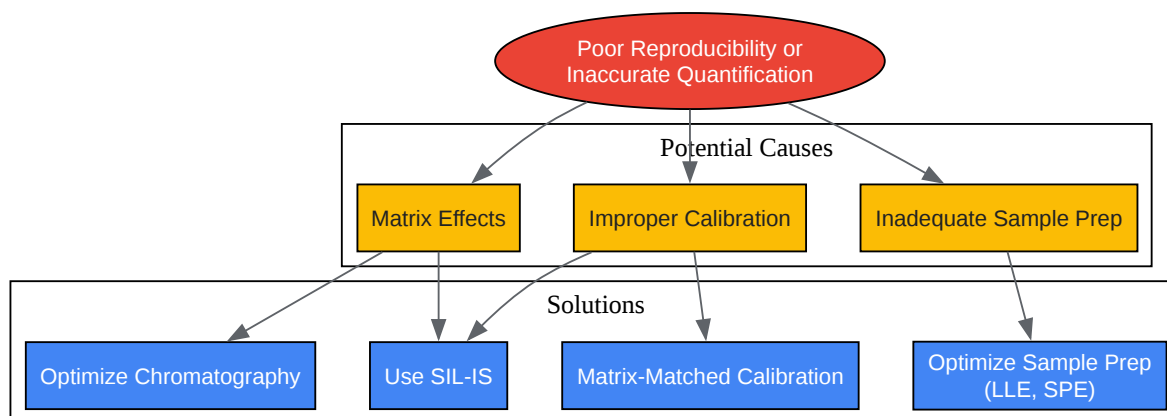 Poor Reproducibility or
Inaccurate Quantification
Potential Causes
Matrix Effects
Improper Calibration
Inadequate Sample Prep
Solutions
Optimize Chromatography
Use SIL-IS
Matrix-Matched Calibration
Optimize Sample Prep
(LLE, SPE)